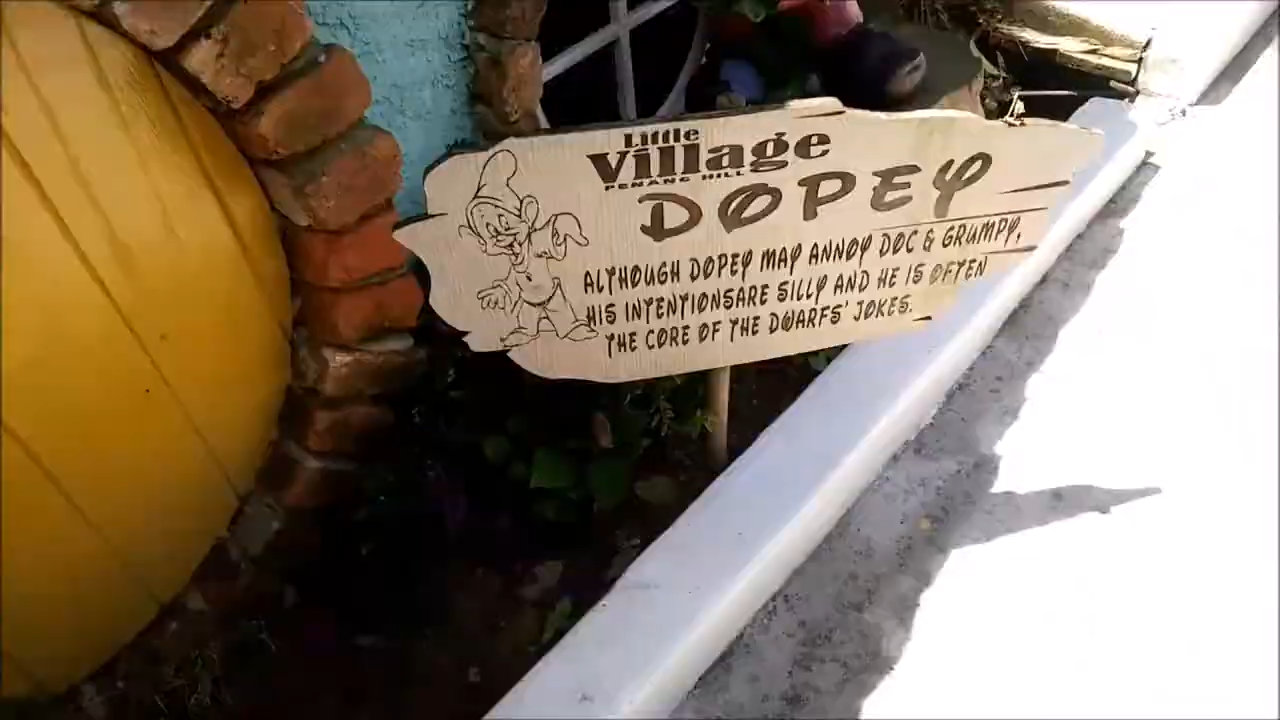 Little
Village
PENANG HILL
DOPEY
ALTHOUGH DOPEY MAY ANNOY DOC & GRUMPY,
HIS INTENTIONSARE SILLY AND HE IS OFTEN
THE CORE OF THE DWARFS' JOKES.